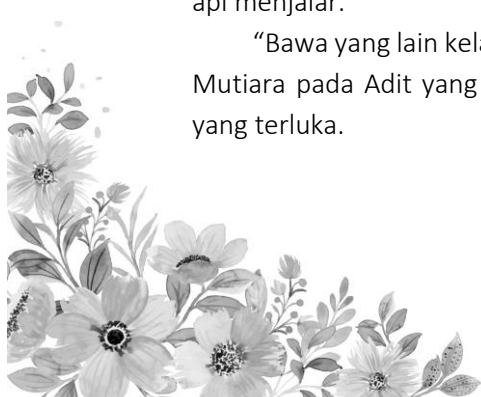 api menjalar.
“Bawa yang lain
Mutiara pada Adit yang
yang terluka.